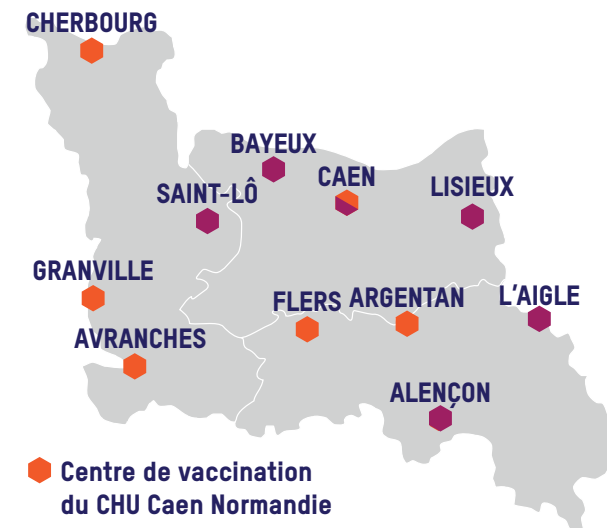 CHERBOURG
BAYEUX
CAEN
SAINT-LÔ
LISIEUX
GRANVILLE
FLERS
ARGENTAN
L'AIGLE
AVRANCHES
ALENÇON
Centre de vaccination
du CHU Caen Normandie